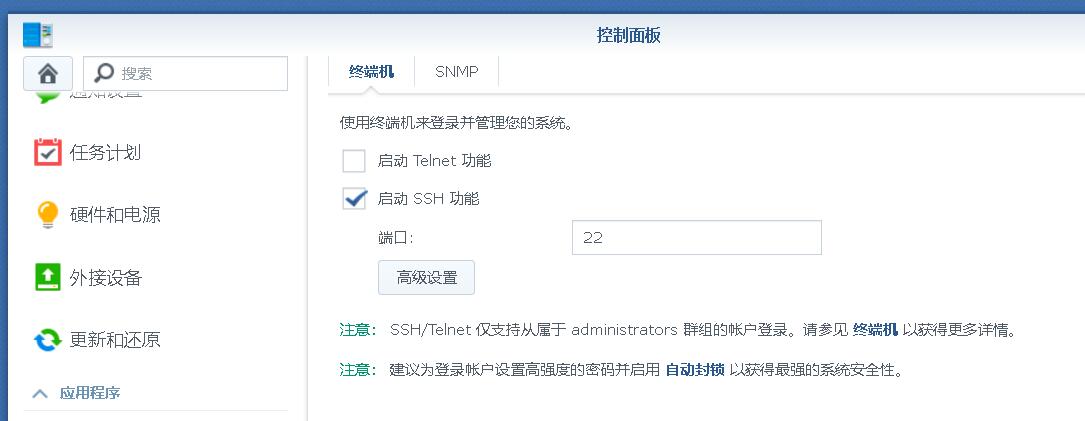 控制面板
搜索
通知设置
任务计划
硬件和电源
外接设备
更新和还原
应用程序
终端机
SNMP
使用终端机来登录并管理您的系统。
启动 Telnet 功能
启动 SSH 功能
端口: 22
高级设置
注意: SSH/Telnet 仅支持从属于 administrators 群组的帐户登录。请参见 终端机 以获得更多详情。
注意: 建议为登录帐户设置高强度的密码并启用 自动封锁 以获得最强的系统安全性。